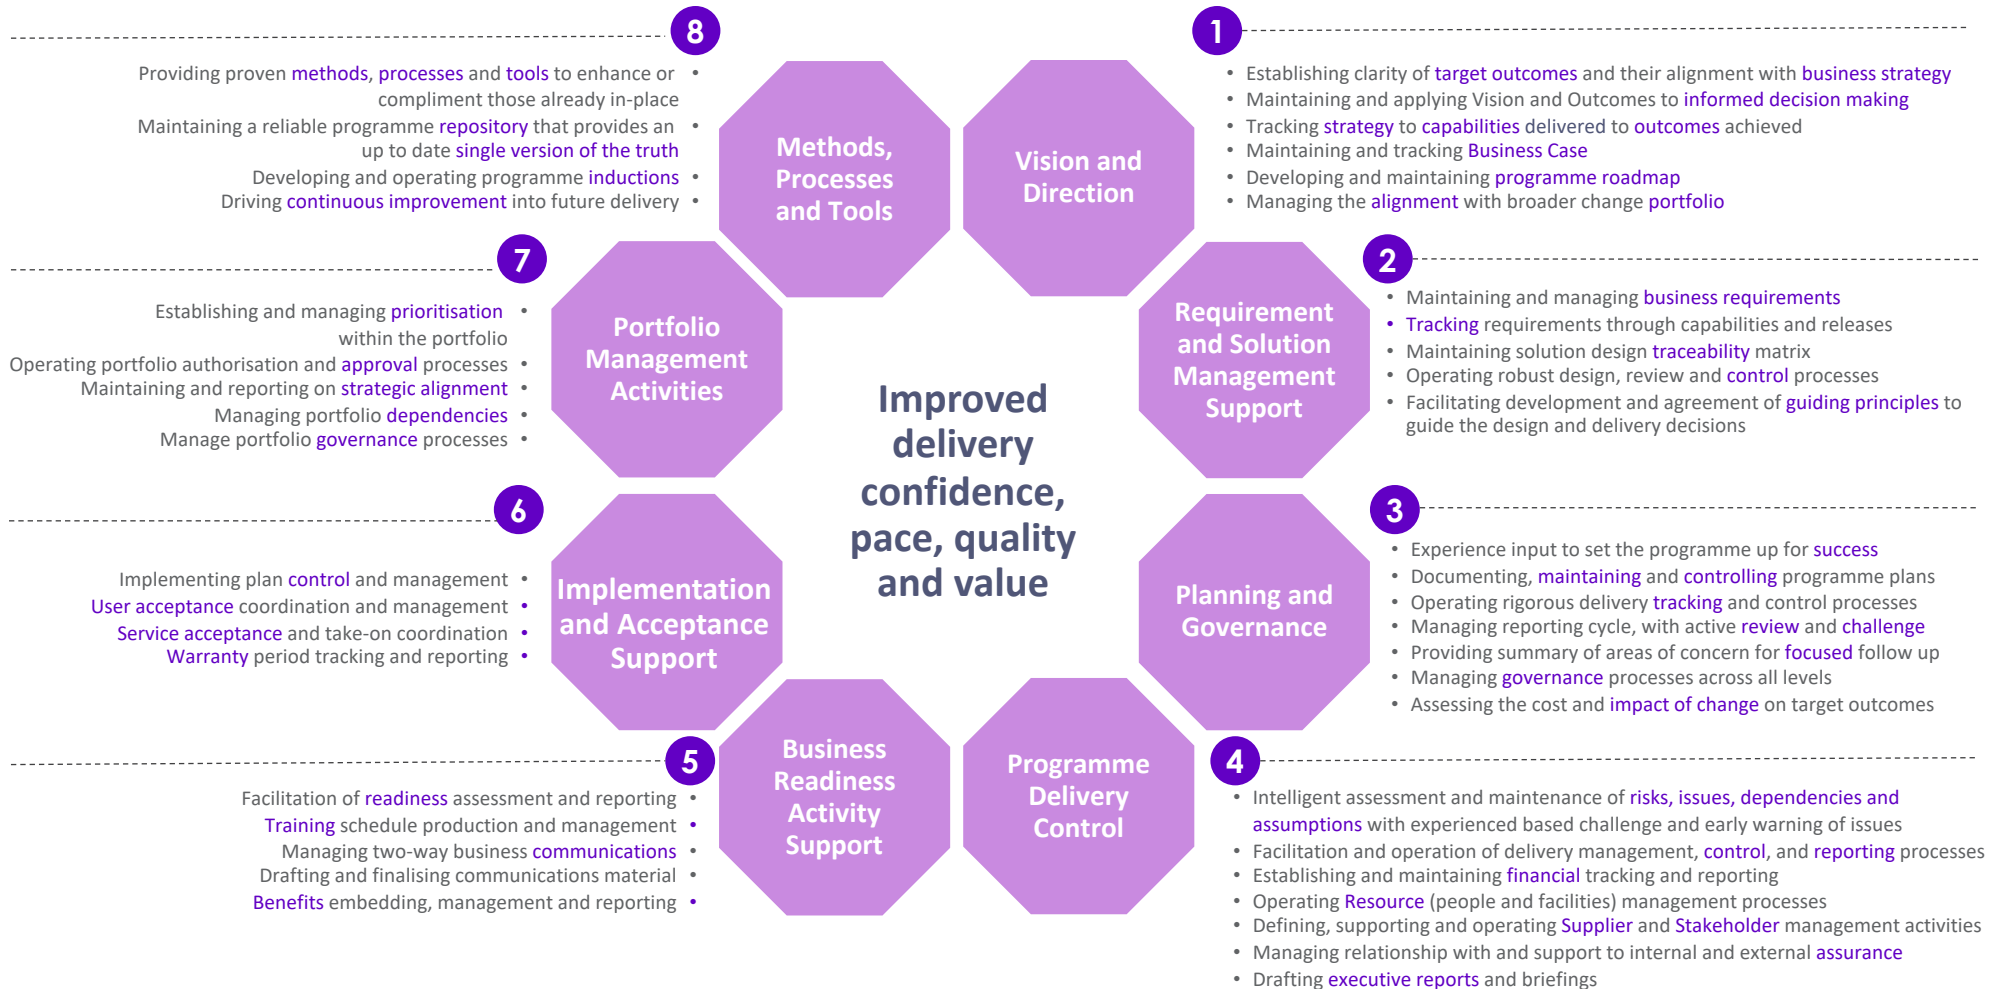 1
Vision and
Direction
• Establishing clarity of target outcomes and their alignment with business strategy
• Maintaining and applying Vision and Outcomes to informed decision making
• Tracking strategy to capabilities delivered to outcomes achieved
• Maintaining and tracking Business Case
• Developing and maintaining programme roadmap
• Managing the alignment with broader change portfolio
2
Requirement
and Solution
Management
Support
• Maintaining and managing business requirements
• Tracking requirements through capabilities and releases
• Maintaining solution design traceability matrix
• Operating robust design, review and control processes
• Facilitating development and agreement of guiding principles to
guide the design and delivery decisions
3
Planning and
Governance
• Experience input to set the programme up for success
• Documenting, maintaining and controlling programme plans
• Operating rigorous delivery tracking and control processes
• Managing reporting cycle, with active review and challenge
• Providing summary of areas of concern for focused follow up
• Managing governance processes across all levels
• Assessing the cost and impact of change on target outcomes
4
Programme
Delivery
Control
• Intelligent assessment and maintenance of risks, issues, dependencies and
assumptions with experienced based challenge and early warning of issues
• Facilitation and operation of delivery management, control, and reporting processes
• Establishing and maintaining financial tracking and reporting
• Operating Resource (people and facilities) management processes
• Defining, supporting and operating Supplier and Stakeholder management activities
• Managing relationship with and support to internal and external assurance
• Drafting executive reports and briefings
5
Business
Readiness
Activity
Support
Facilitation of readiness assessment and reporting •
Training schedule production and management •
Managing two-way business communications •
Drafting and finalising communications material •
Benefits embedding, management and reporting •
6
Implementation
and Acceptance
Support
Implementing plan control and management •
User acceptance coordination and management •
Service acceptance and take-on coordination •
Warranty period tracking and reporting •
7
Portfolio
Management
Activities
Establishing and managing prioritisation •
within the portfolio
Operating portfolio authorisation and approval processes •
Maintaining and reporting on strategic alignment •
Managing portfolio dependencies •
Manage portfolio governance processes •
8
Methods,
Processes
and Tools
Providing proven methods, processes and tools to enhance or •
compliment those already in-place
Maintaining a reliable programme repository that provides an •
up to date single version of the truth
Developing and operating programme inductions •
Driving continuous improvement into future delivery •
Improved
delivery
confidence,
pace, quality
and value